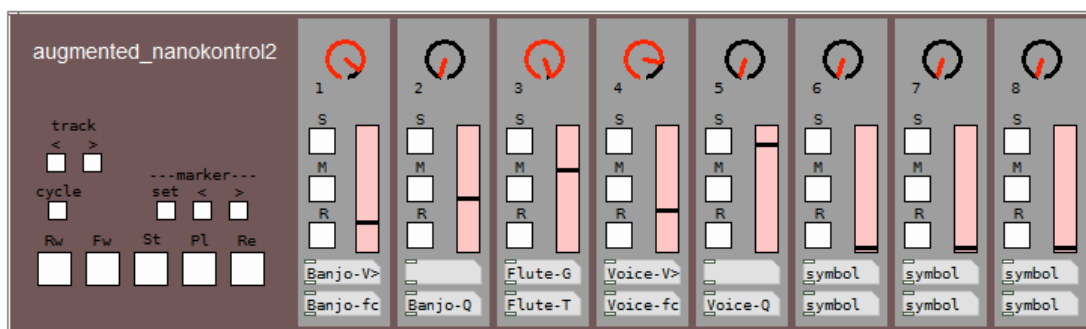 augmented_nanokontrol2
track
< >
---marker---
cycle set < >
Rw Fw St Pl Re
1 2 3 4 5 6 7 8
S S S S S S S S
M M M M M M M M
R R R R R R R R
Banjo-V> Flute-G Voice-V> symbol symbol symbol
Banjo-fc Banjo-Q Flute-T Voice-fc Voice-Q symbol symbol symbol